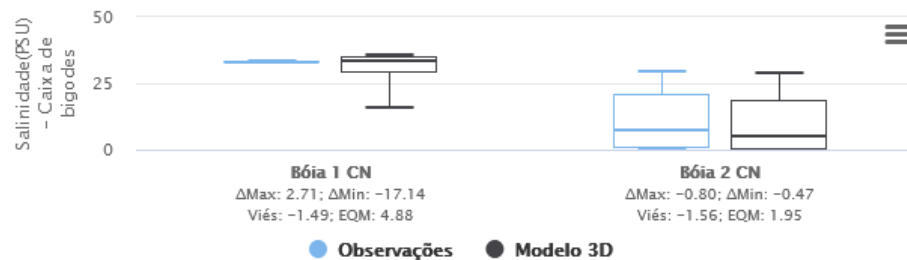 Salinidade(PSU)
– Caixa de
bigodes
50
25
0
Bóia 1 CN
ΔMax: 2.71; ΔMin: −17.14
Viés: −1.49; EQM: 4.88
Bóia 2 CN
ΔMax: −0.80; ΔMin: −0.47
Viés: −1.56; EQM: 1.95
Observações
Modelo 3D